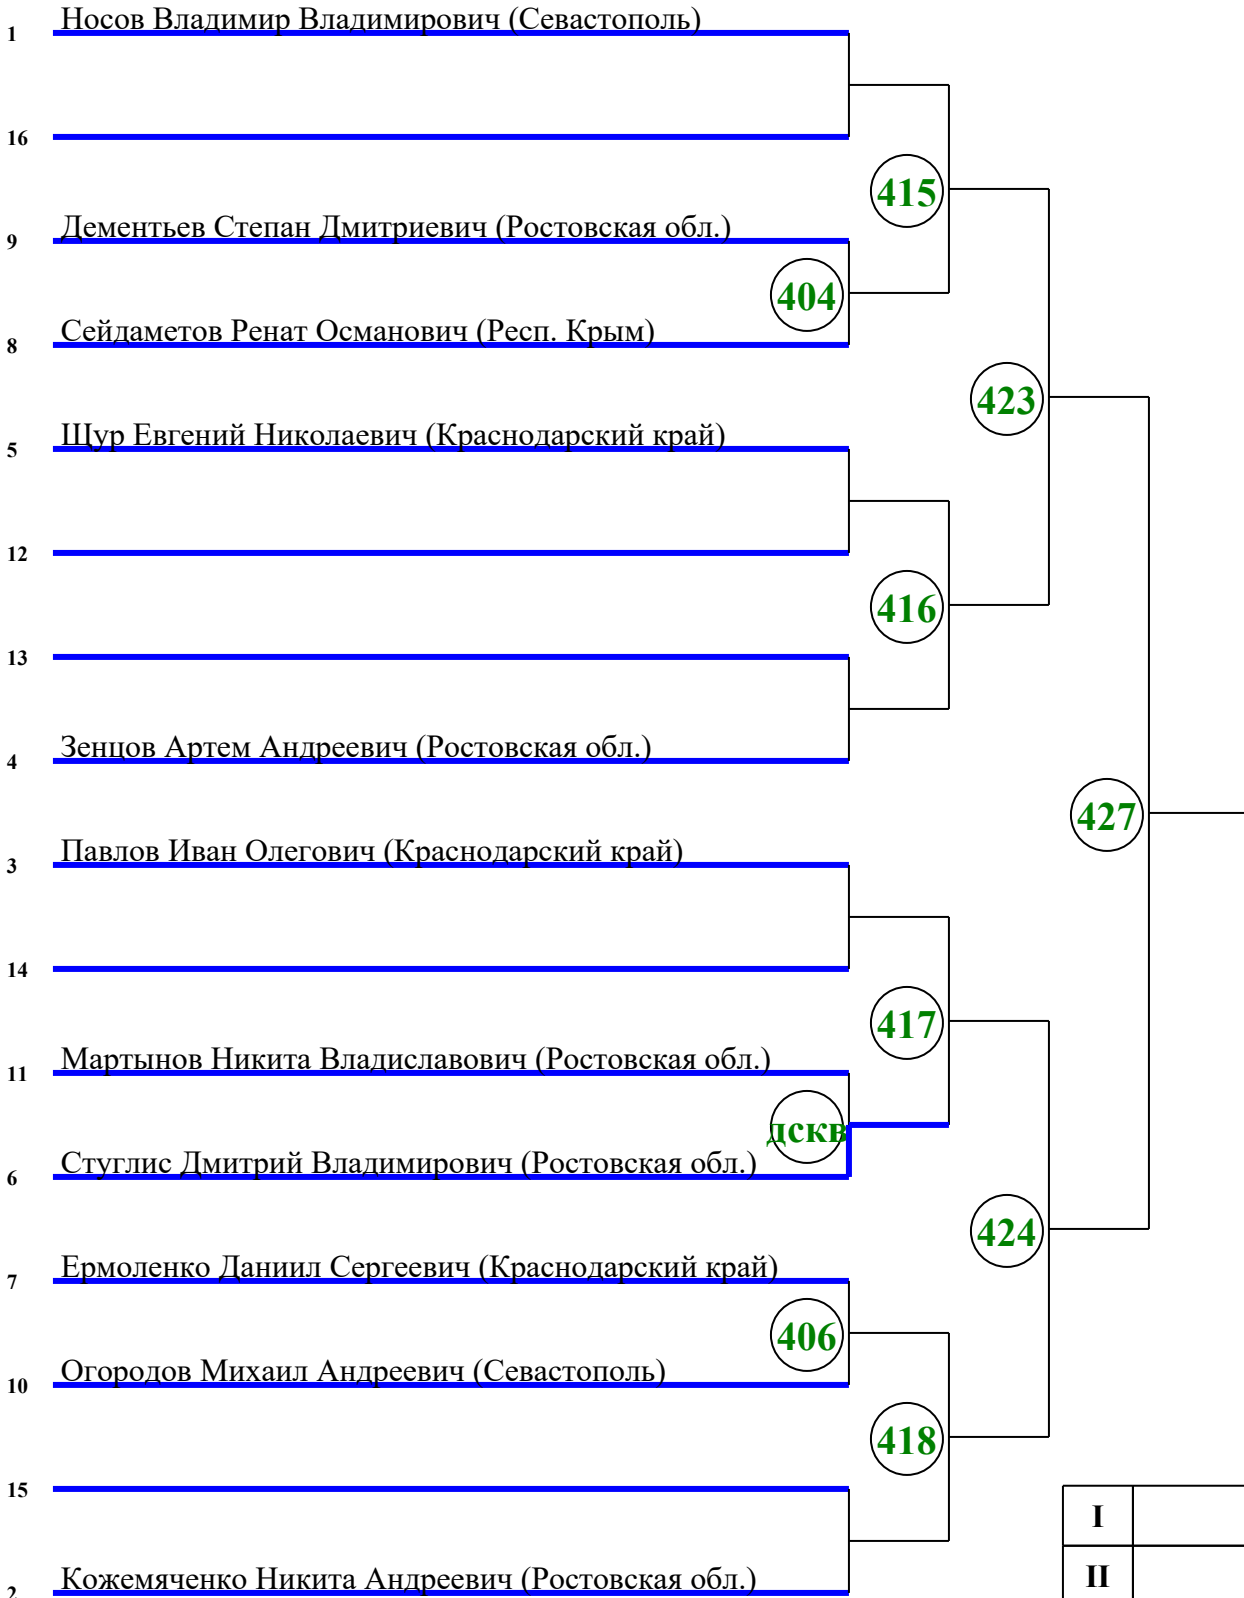 Носов Владимир Владимирович (Севастополь)
1
16
415
Дементьев Степан Дмитриевич (Ростовская обл.)
9
404
Сейдаметов Ренат Османович (Респ. Крым)
8
423
Щур Евгений Николаевич (Краснодарский край)
5
12
416
13
Зенцов Артем Андреевич (Ростовская обл.)
4
427
Павлов Иван Олегович (Краснодарский край)
3
14
417
Мартынов Никита Владиславович (Ростовская обл.)
11
дскв
Стуглис Дмитрий Владимирович (Ростовская обл.)
6
424
Ермоленко Даниил Сергеевич (Краснодарский край)
7
406
Огородов Михаил Андреевич (Севастополь)
10
418
15
I
II
Кожемяченко Никита Андреевич (Ростовская обл.)
2